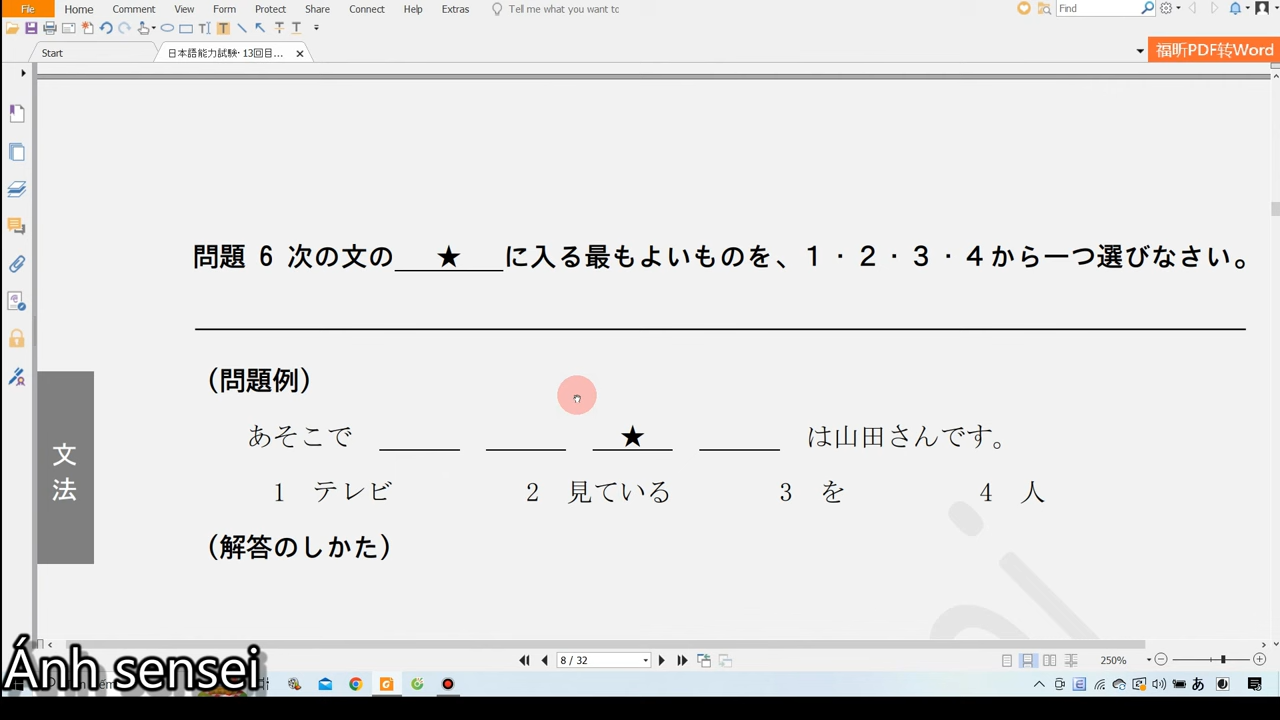 File Home Comment View Form Protect Share Connect Help Extras Tell me what you want to Find
Start 日本語能力試験· 13回目... 福昕PDF转Word
問題 6 次の文の ★ に入る最もよいものを、1・2・3・4から一つ選びなさい。
(問題例)
あそこで ★ は山田さんです。
1 テレビ 2 見ている 3 を 4 人
(解答のしかた)
文法
8 / 32 250%
Ánh sensei
あ